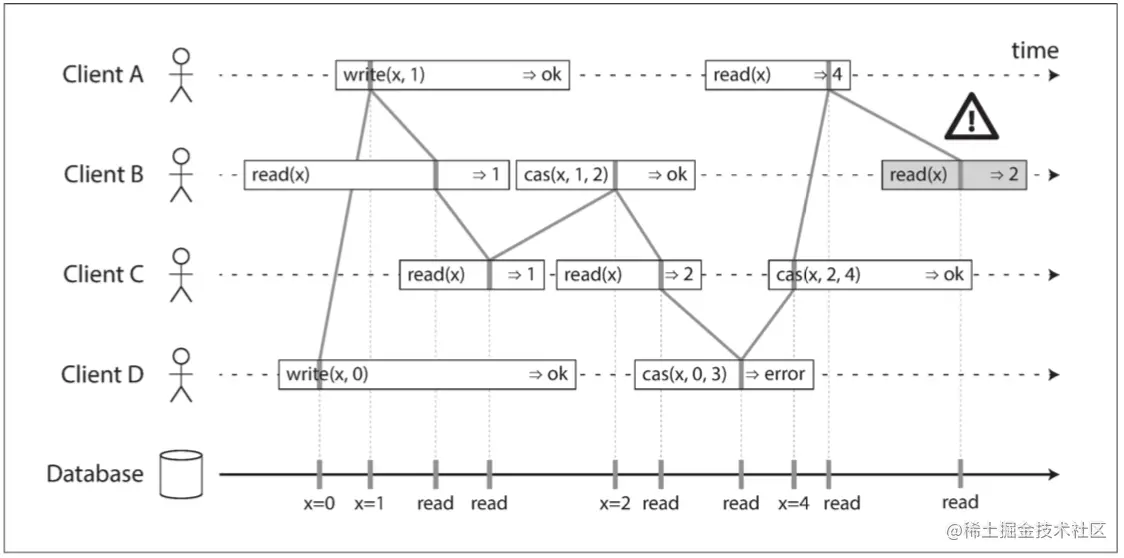 time
Client A write(x, 1) ⇒ ok read(x) ⇒ 4
Client B read(x) ⇒ 1 cas(x, 1, 2) ⇒ ok read(x) ⇒ 2
Client C read(x) ⇒ 1 read(x) ⇒ 2 cas(x, 2, 4) ⇒ ok
Client D write(x, 0) ⇒ ok cas(x, 0, 3) ⇒ error
Database
x=0 x=1 read read x=2 read read x=4 read read
@稀土掘金技术社区